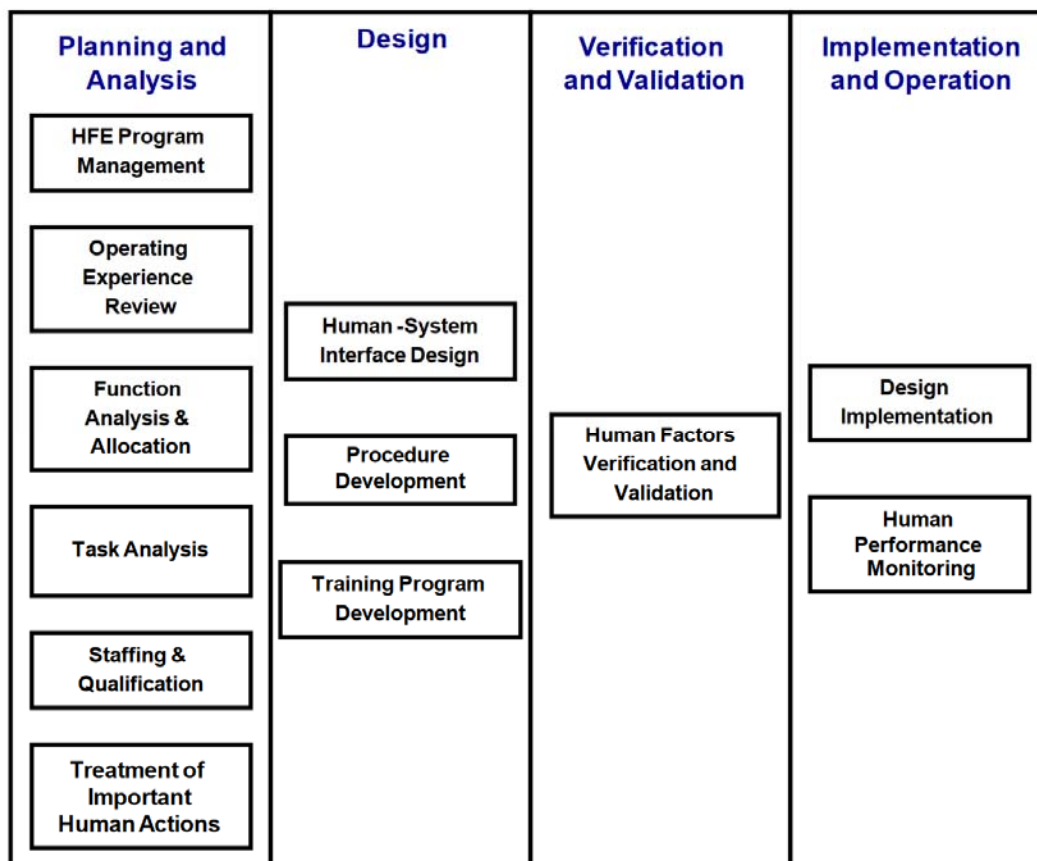 Planning and
Analysis
HFE Program
Management
Operating
Experience
Review
Function
Analysis &
Allocation
Task Analysis
Staffing &
Qualification
Treatment of
Important
Human Actions
Design
Human -System
Interface Design
Procedure
Development
Training Program
Development
Verification
and Validation
Human Factors
Verification and
Validation
Implementation
and Operation
Design
Implementation
Human
Performance
Monitoring